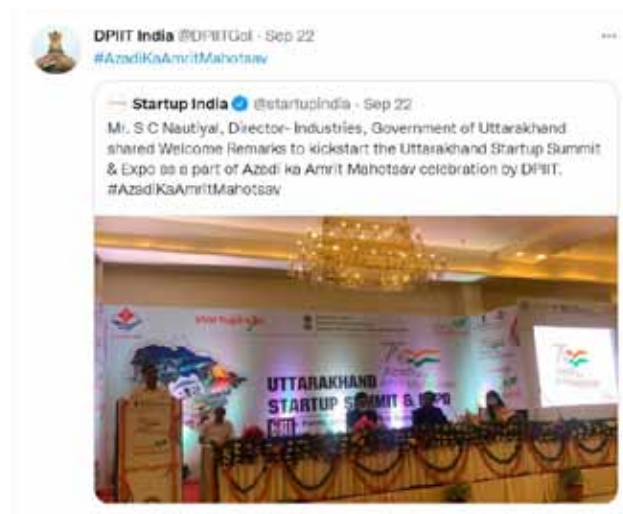 DPIIT India @DPIITGoI · Sep 22
#AzadiKaAmritMahotsav
Startup India @startupindia · Sep 22
Mr. S C Nautiyal, Director- Industries, Government of Uttarakhand
shared Welcome Remarks to kickstart the Uttarakhand Startup Summit
& Expo as a part of Azadi ka Amrit Mahotsav celebration by DPIIT.
#AzadiKaAmritMahotsav
startupindia
UTTARAKHAND
STARTUP SUMMIT & EXPO